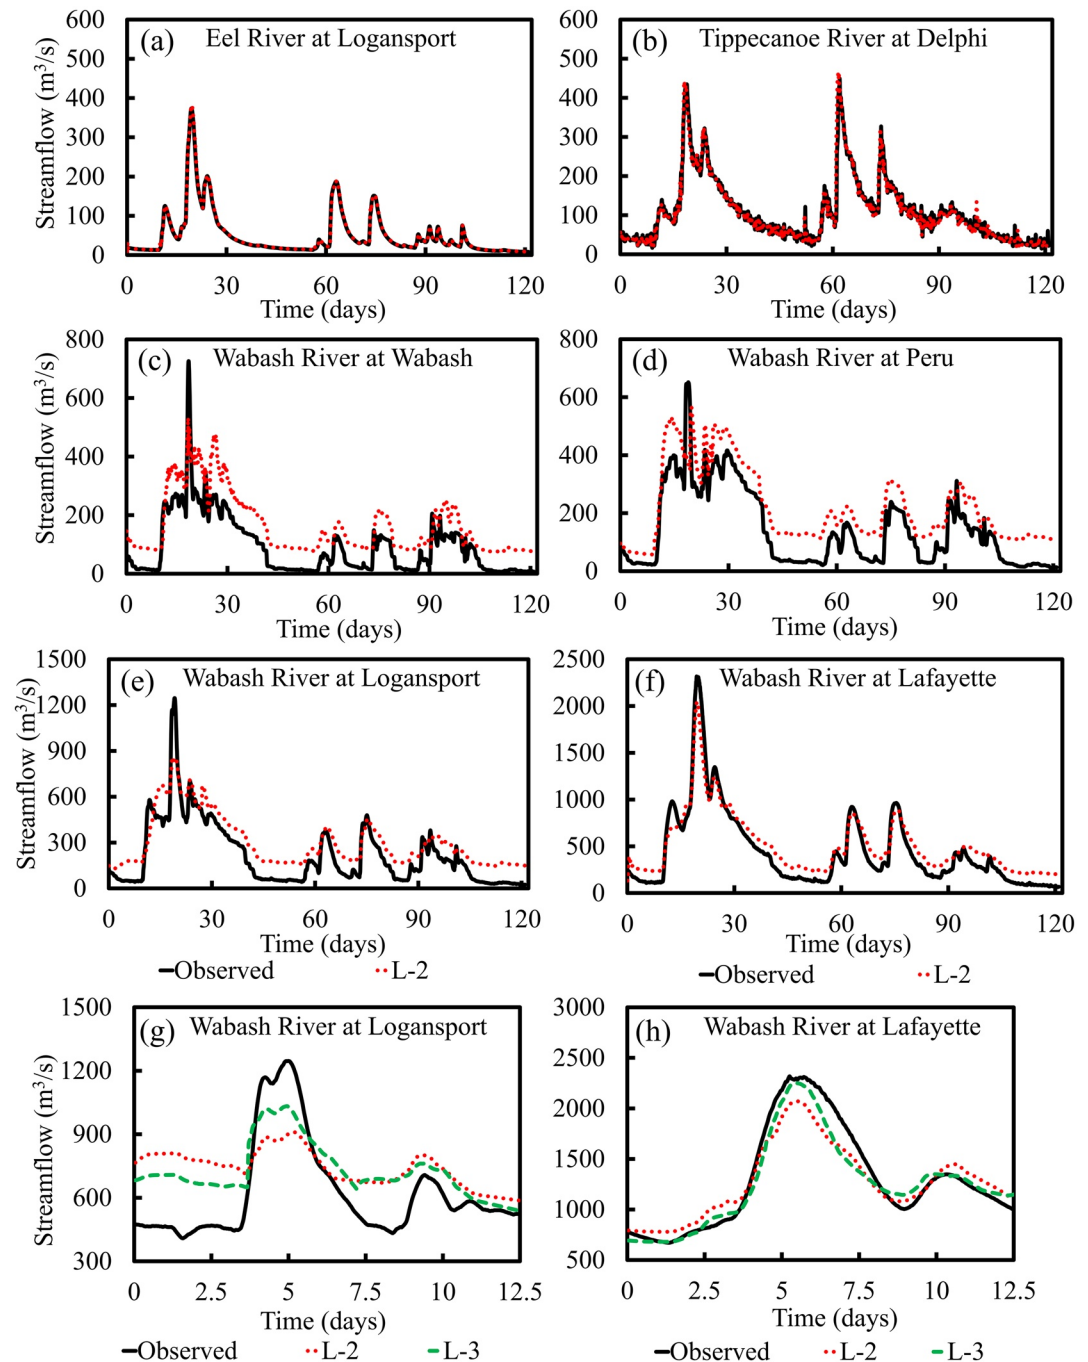 (a) Eel River at Logansport
Streamflow (m³/s)
600
500
400
300
200
100
0
0 30 60 90 120
Time (days)
(b) Tippecanoe River at Delphi
600
500
400
300
200
100
0
0 30 60 90 120
Time (days)
(c) Wabash River at Wabash
Streamflow (m³/s)
800
600
400
200
0
0 30 60 90 120
Time (days)
(d) Wabash River at Peru
800
600
400
200
0
0 30 60 90 120
Time (days)
(e) Wabash River at Logansport
Streamflow (m³/s)
1500
1200
900
600
300
0
0 30 60 90 120
Time (days)
(f) Wabash River at Lafayette
2500
2000
1500
1000
500
0
0 30 60 90 120
Time (days)
Observed L-2
Observed L-2
(g) Wabash River at Logansport
Streamflow (m³/s)
1500
1200
900
600
300
0 2.5 5 7.5 10 12.5
Time (days)
(h) Wabash River at Lafayette
3000
2500
2000
1500
1000
500
0 2.5 5 7.5 10 12.5
Time (days)
Observed L-2 L-3
Observed L-2 L-3